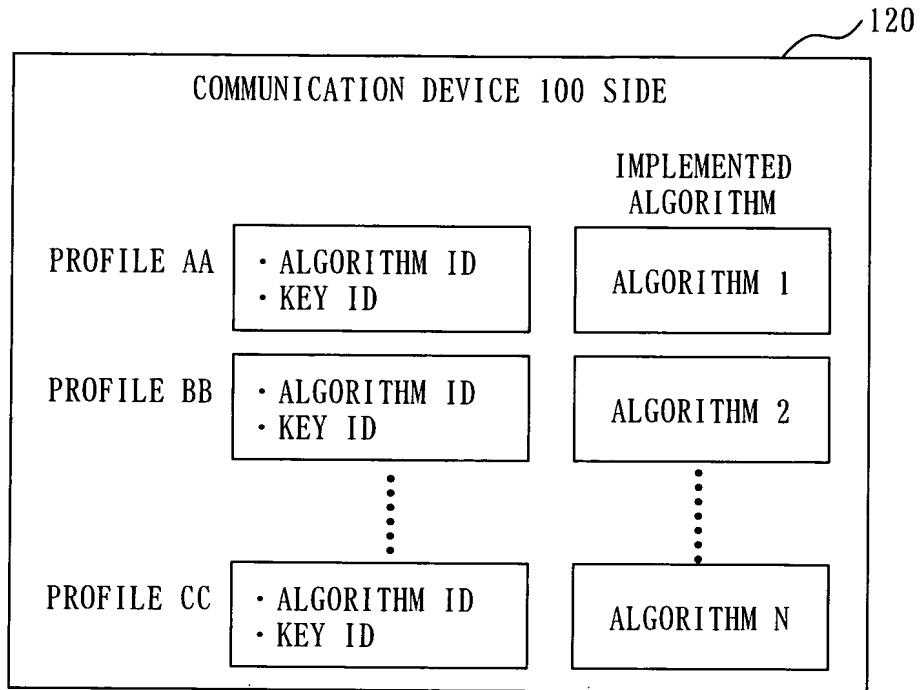 120
COMMUNICATION DEVICE 100 SIDE
IMPLEMENTED
ALGORITHM
PROFILE AA
・ALGORITHM ID
・KEY ID
ALGORITHM 1
PROFILE BB
・ALGORITHM ID
・KEY ID
ALGORITHM 2
PROFILE CC
・ALGORITHM ID
・KEY ID
ALGORITHM N